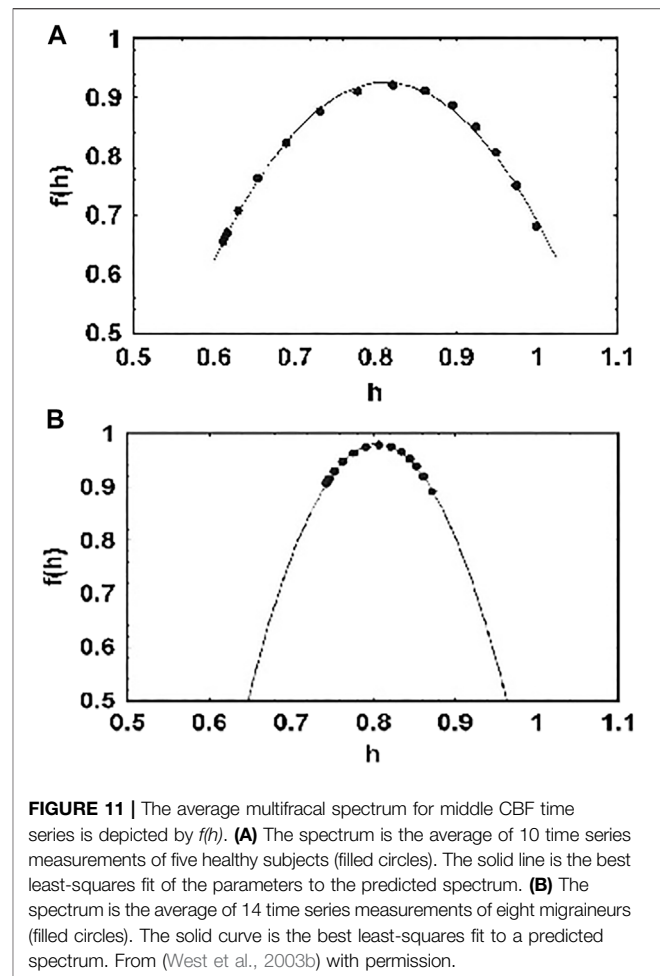 A
1
0.9
0.8
0.7
0.6
0.5
f(h)
0.5 0.6 0.7 0.8 0.9 1 1.1
h
B
1
0.9
0.8
0.7
0.6
0.5
f(h)
0.5 0.6 0.7 0.8 0.9 1 1.1
h
FIGURE 11 | The average multifracal spectrum for middle CBF time
series is depicted by f(h). (A) The spectrum is the average of 10 time series
measurements of five healthy subjects (filled circles). The solid line is the best
least-squares fit of the parameters to the predicted spectrum. (B) The
spectrum is the average of 14 time series measurements of eight migraineurs
(filled circles). The solid curve is the best least-squares fit to a predicted
spectrum. From (West et al., 2003b) with permission.